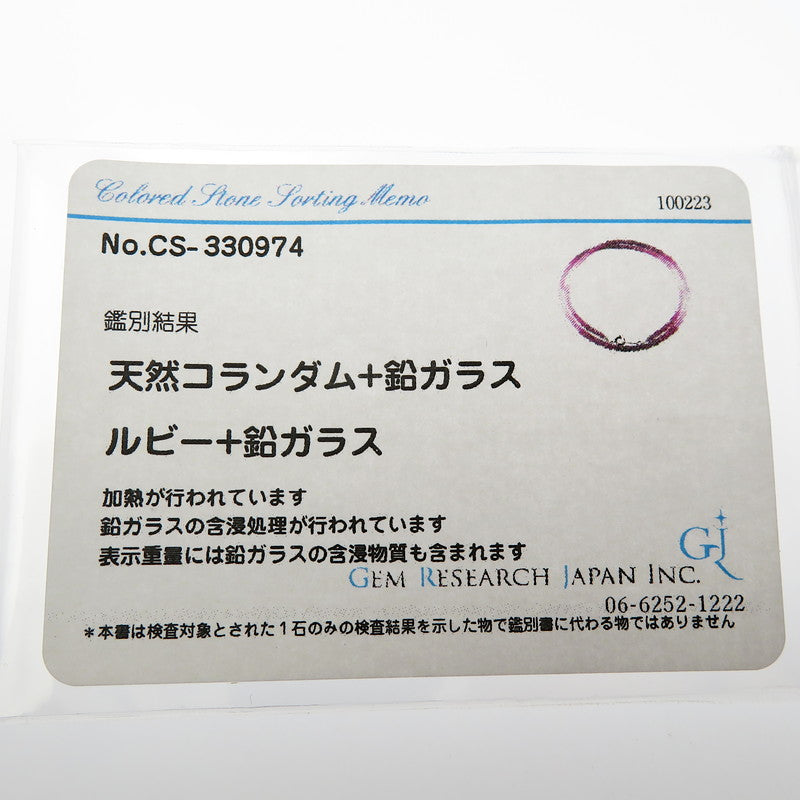 Colored Stone Sorting Memo
100223
No.CS-330974
鑑別結果
天然コランダム+鉛ガラス
ルビー+鉛ガラス
加熱が行われています
鉛ガラスの含浸処理が行われています
表示重量には鉛ガラスの含浸物質も含まれます
GJ
GEM RESEARCH JAPAN INC.
06-6252-1222
*本書は検査対象とされた1石のみの検査結果を示した物で鑑別書に代わる物ではありません